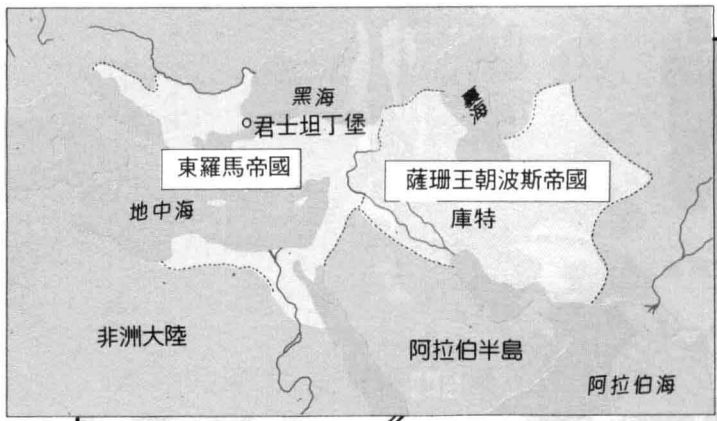 黑海
裏海
君士坦丁堡
東羅馬帝國
薩珊王朝波斯帝國
地中海
庫特
非洲大陸
阿拉伯半島
阿拉伯海